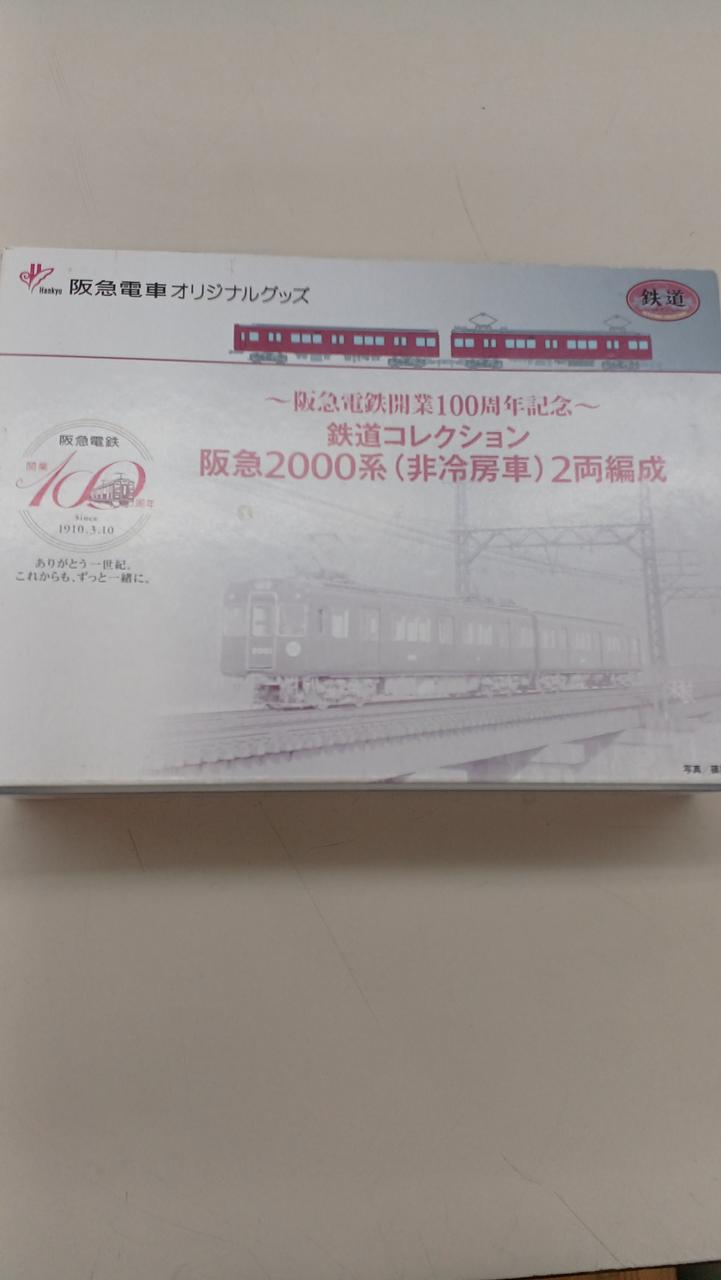 Hankyu 阪急電車オリジナルグッズ
鉄道
～阪急電鉄開業100周年記念～
鉄道コレクション
阪急2000系（非冷房車）2両編成
阪急電鉄
開業
100
周年
Since
1910.3.10
ありがとう一世紀。
これからも、ずっと一緒に。
写真／